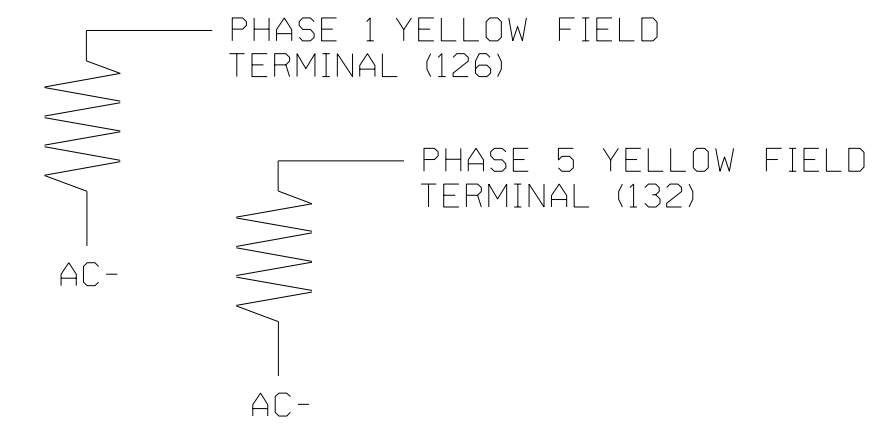 PHASE 1 YELLOW FIELD
TERMINAL (126)
PHASE 5 YELLOW FIELD
TERMINAL (132)
AC-
AC-